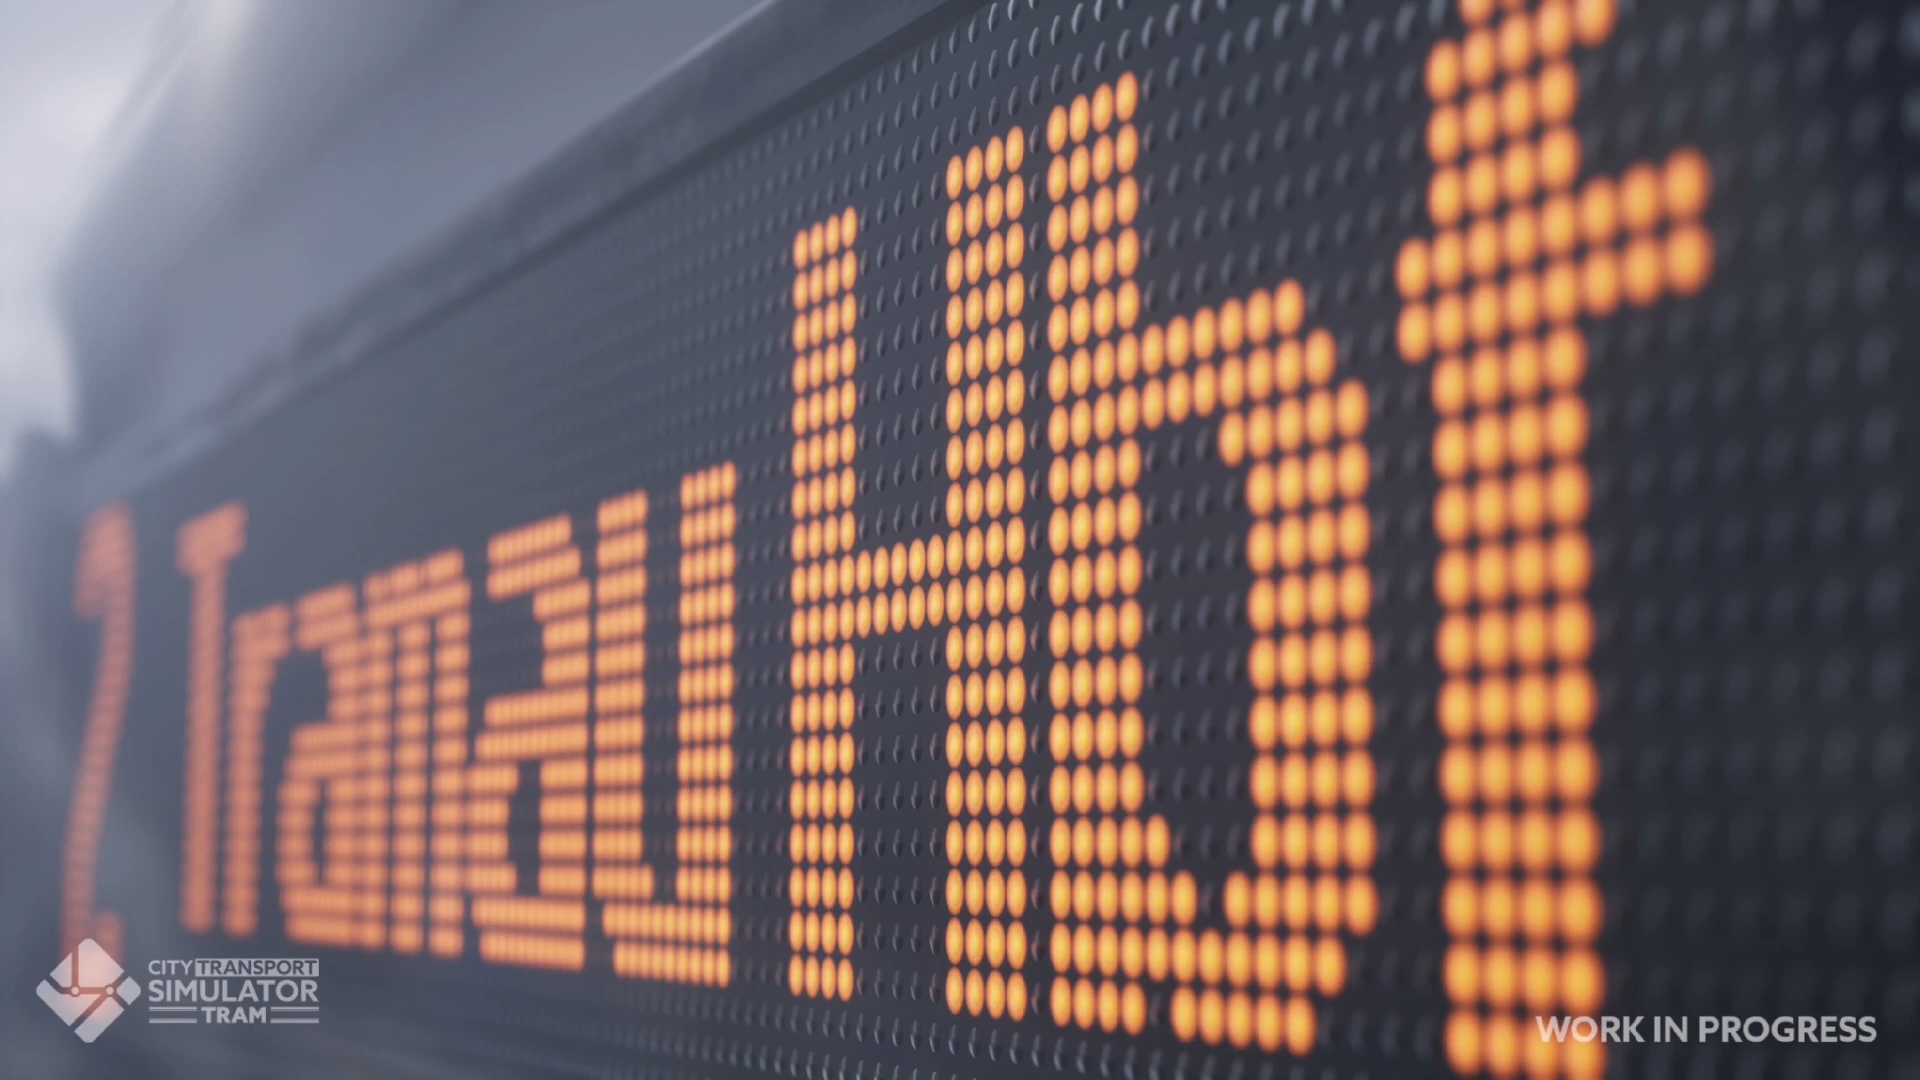 2 Tramau Hbf
CITY TRANSPORT
SIMULATOR
TRAM
WORK IN PROGRESS